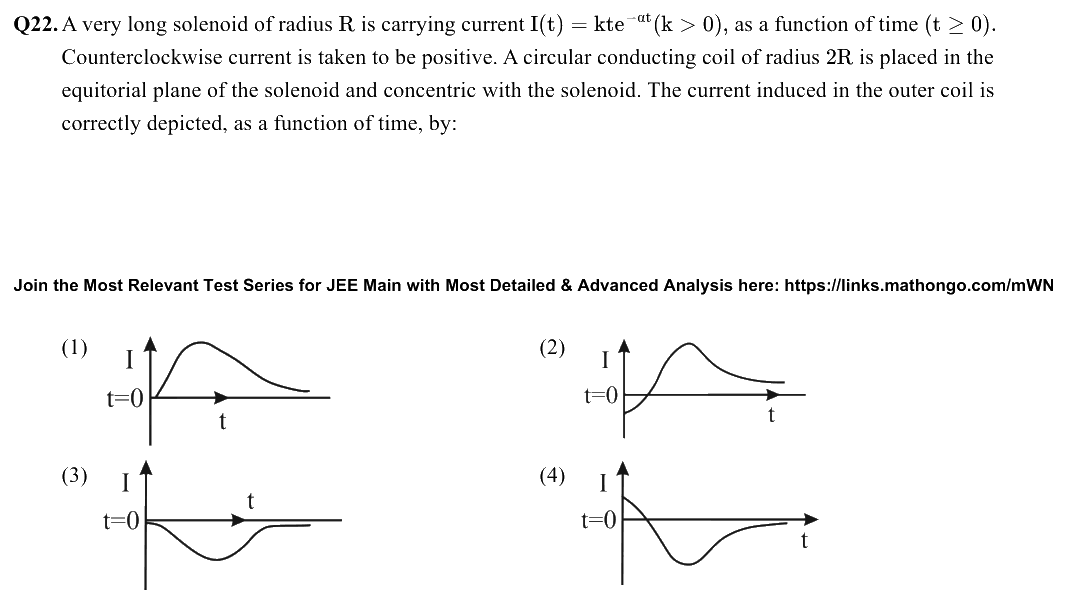 Q22. A very long solenoid of radius R is carrying current I(t) = kte^{-αt} (k > 0), as a function of time (t ≥ 0).
Counterclockwise current is taken to be positive. A circular conducting coil of radius 2R is placed in the
equitorial plane of the solenoid and concentric with the solenoid. The current induced in the outer coil is
correctly depicted, as a function of time, by:
Join the Most Relevant Test Series for JEE Main with Most Detailed & Advanced Analysis here: https://links.mathongo.com/mWN
(1) I t=0 t
(2) I t=0 t
(3) I t=0 t
(4) I t=0 t